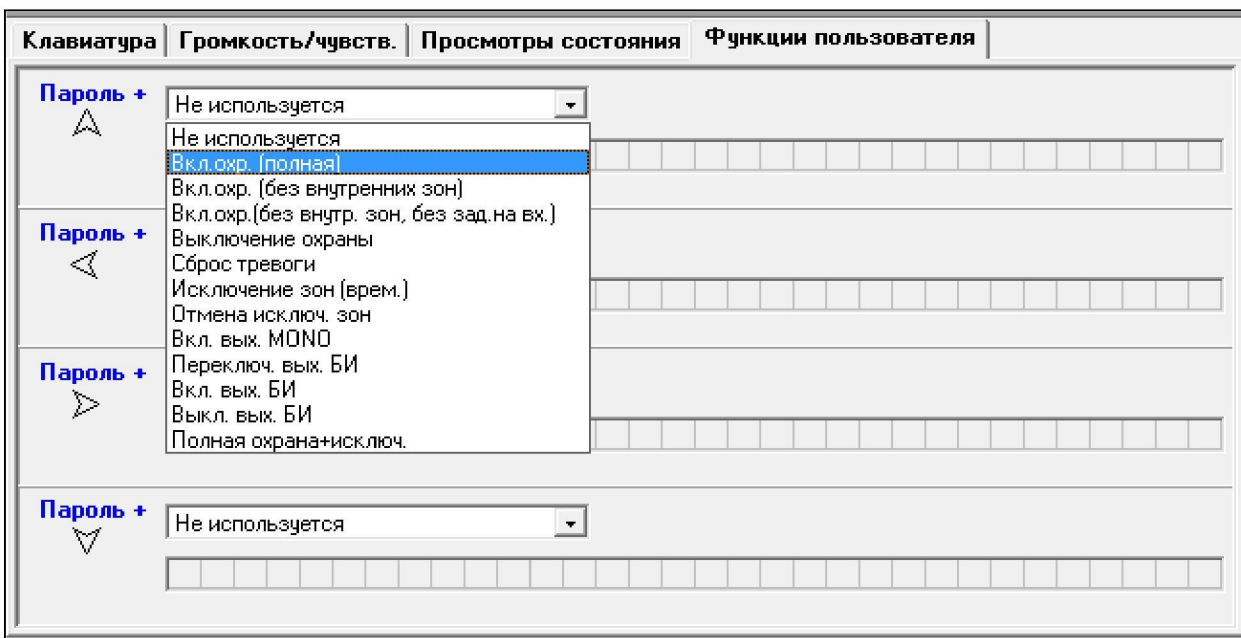 Клавиатура Громкость/чувств. Просмотры состояния Функции пользователя
Пароль +
Не используется
Не используется
Вкл.охр. (полная)
Вкл.охр. (без внутренних зон)
Вкл.охр.(без внутр. зон, без зад.на вх.)
Пароль +
Выключение охраны
Сброс тревоги
Исключение зон (врем.)
Отмена исключ. зон
Вкл. вых. MONO
Пароль +
Переключ. вых. БИ
Вкл. вых. БИ
Выкл. вых. БИ
Полная охрана+исключ.
Пароль +
Не используется